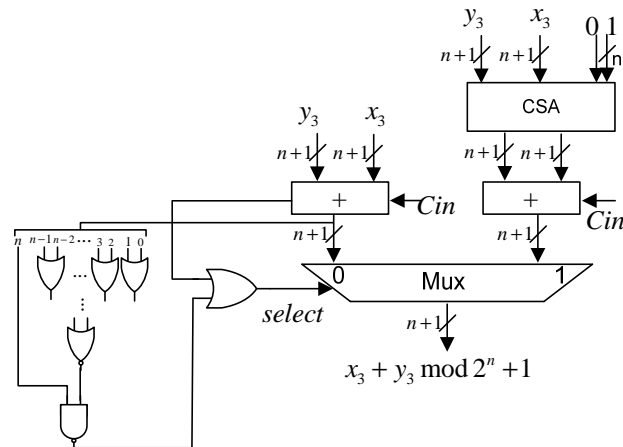 y₃ x₃ 0 1
n+1 n+1 n
CSA
y₃ x₃ n+1 n+1
n+1 n+1
+ Cin + Cin
n n−1 n−2 ... 3 2 1 0
n+1 n+1
0 Mux 1
...
select
⋮
n+1
x₃ + y₃ mod 2ⁿ +1